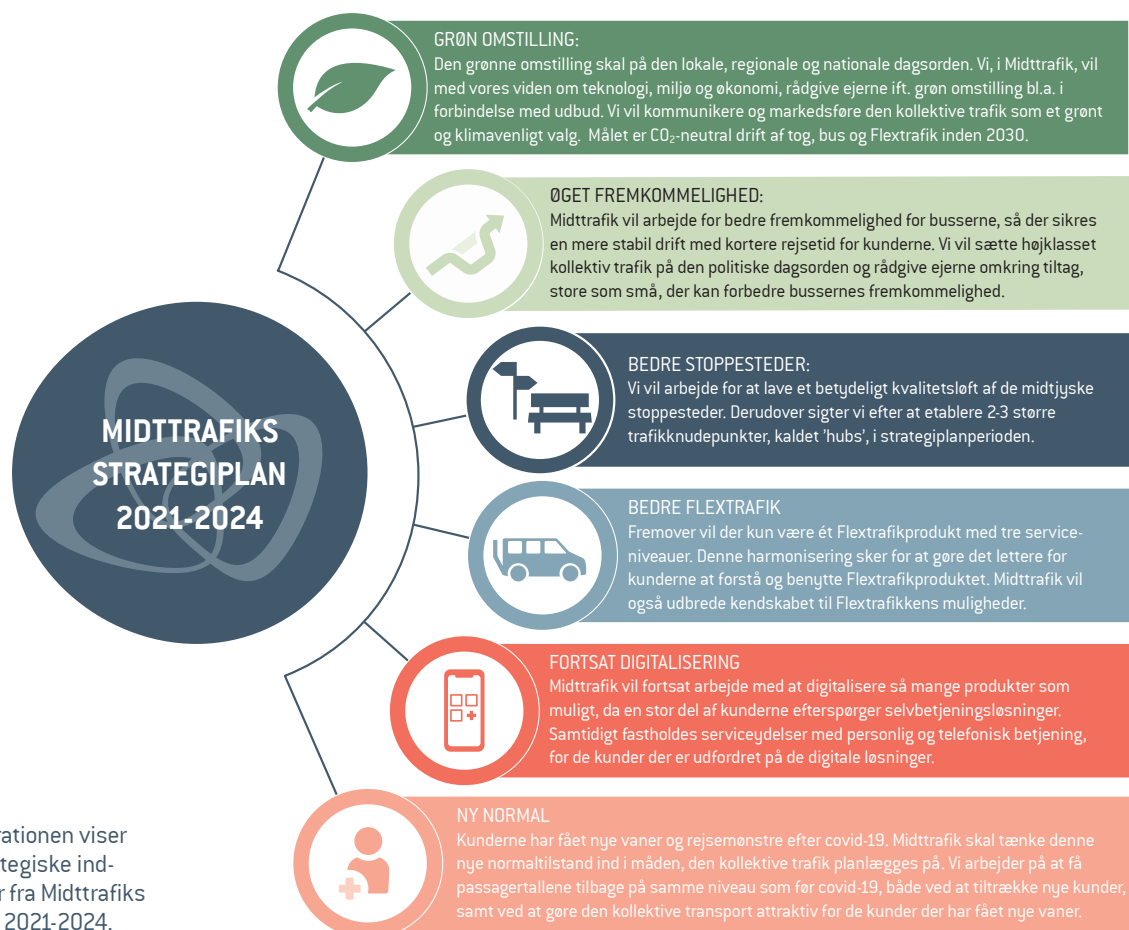 GRØN OMSTILLING:
Den grønne omstilling skal på den lokale, regionale og nationale dagsorden. Vi, i Midttrafik, vil
med vores viden om teknologi, miljø og økonomi, rådgive ejerne ift. grøn omstilling bl.a. i
forbindelse med udbud. Vi vil kommunikere og markedsføre den kollektive trafik som et grønt
og klimavenligt valg. Målet er CO₂-neutral drift af tog, bus og Flextrafik inden 2030.
ØGET FREMKOMMELIGHED:
Midttrafik vil arbejde for bedre fremkommelighed for busserne, så der sikres
en mere stabil drift med kortere rejsetid for kunderne. Vi vil sætte højklasset
kollektiv trafik på den politiske dagsorden og rådgive ejerne omkring tiltag,
store som små, der kan forbedre bussernes fremkommelighed.
MIDTTRAFIKS
STRATEGIPLAN
2021-2024
BEDRE STOPPESTEDER:
Vi vil arbejde for at lave et betydeligt kvalitetsløft af de midtjyske
stoppesteder. Derudover sigter vi efter at etablere 2-3 større
trafikknudepunkter, kaldet 'hubs', i strategiplanperioden.
BEDRE FLEXTRAFIK
Fremover vil der kun være ét Flextrafikprodukt med tre service-
niveauer. Denne harmonisering sker for at gøre det lettere for
kunderne at forstå og benytte Flextrafikproduktet. Midttrafik vil
også udbrede kendskabet til Flextrafikkens muligheder.
FORTSAT DIGITALISERING
Midttrafik vil fortsat arbejde med at digitalisere så mange produkter som
muligt, da en stor del af kunderne efterspørger selvbetjeningsløsninger.
Samtidigt fastholdes serviceydelser med personlig og telefonisk betjening,
for de kunder der er udfordret på de digitale løsninger.
NY NORMAL
Kunderne har fået nye vaner og rejsemønstre efter covid-19. Midttrafik skal tænke denne
nye normaltilstand ind i måden, den kollektive trafik planlægges på. Vi arbejder på at få
passagertallene tilbage på samme niveau som før covid-19, både ved at tiltrække nye kunder,
samt ved at gøre den kollektive transport attraktiv for de kunder der har fået nye vaner.
rationen viser
tegiske ind-
r fra Midttrafiks
2021-2024.